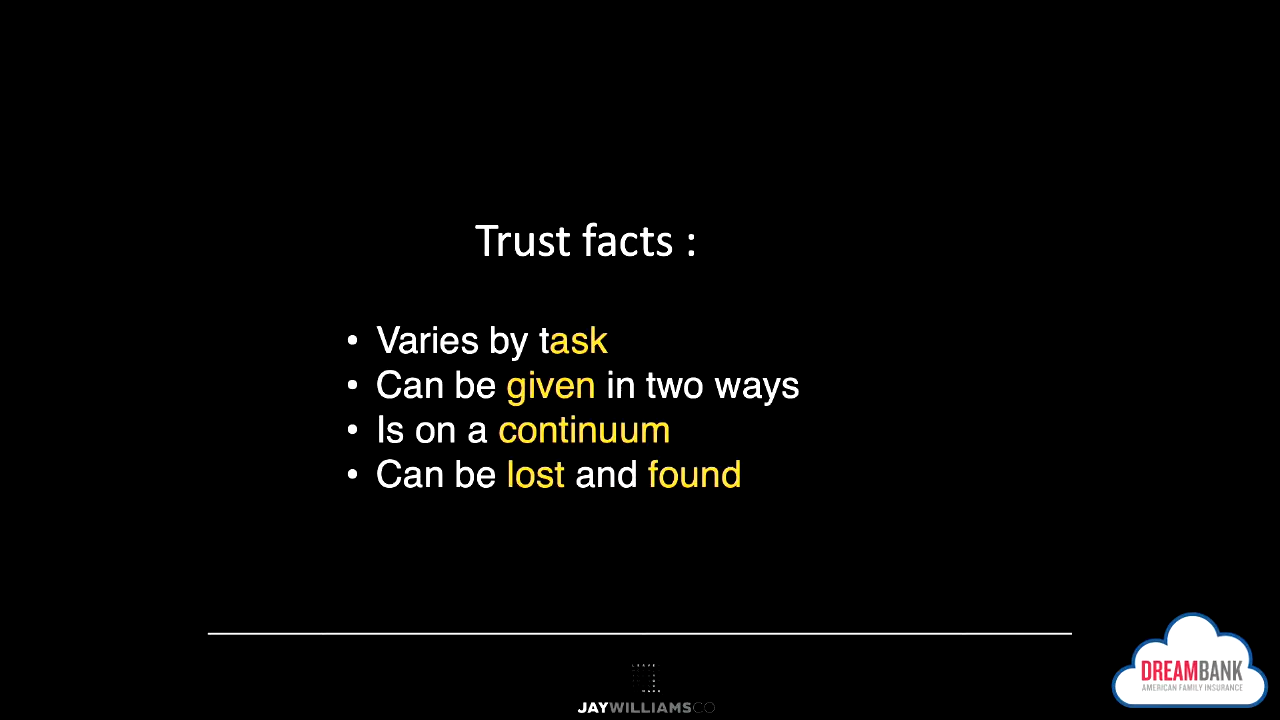 Trust facts :
• Varies by task
• Can be given in two ways
• Is on a continuum
• Can be lost and found
JAYWILLIAMSCO
DREAMBANK
AMERICAN FAMILY INSURANCE